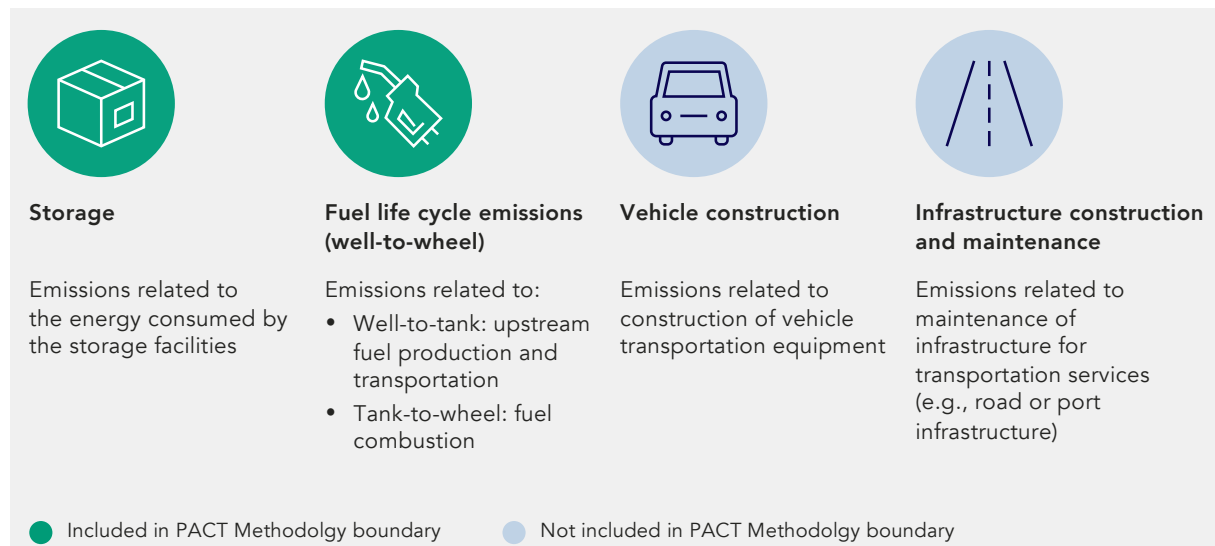 Storage
Emissions related to
the energy consumed by
the storage facilities
Fuel life cycle emissions
(well-to-wheel)
Emissions related to:
• Well-to-tank: upstream
fuel production and
transportation
• Tank-to-wheel: fuel
combustion
Vehicle construction
Emissions related to
construction of vehicle
transportation equipment
Infrastructure construction
and maintenance
Emissions related to
maintenance of
infrastructure for
transportation services
(e.g., road or port
infrastructure)
Included in PACT Methodolgy boundary
Not included in PACT Methodolgy boundary